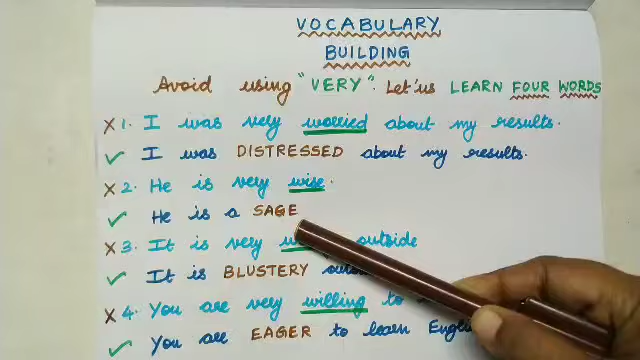 VOCABULARY
BUILDING
Avoid using "VERY". Let's LEARN FOUR WORDS
× 1. I was very worried about my results.
✓ I was DISTRESSED about my results.
× 2. He is very wise.
✓ He is a SAGE
× 3. It is very outside
✓ It is BLUSTERY
× 4. You are very willing to
✓ You are EAGER to learn